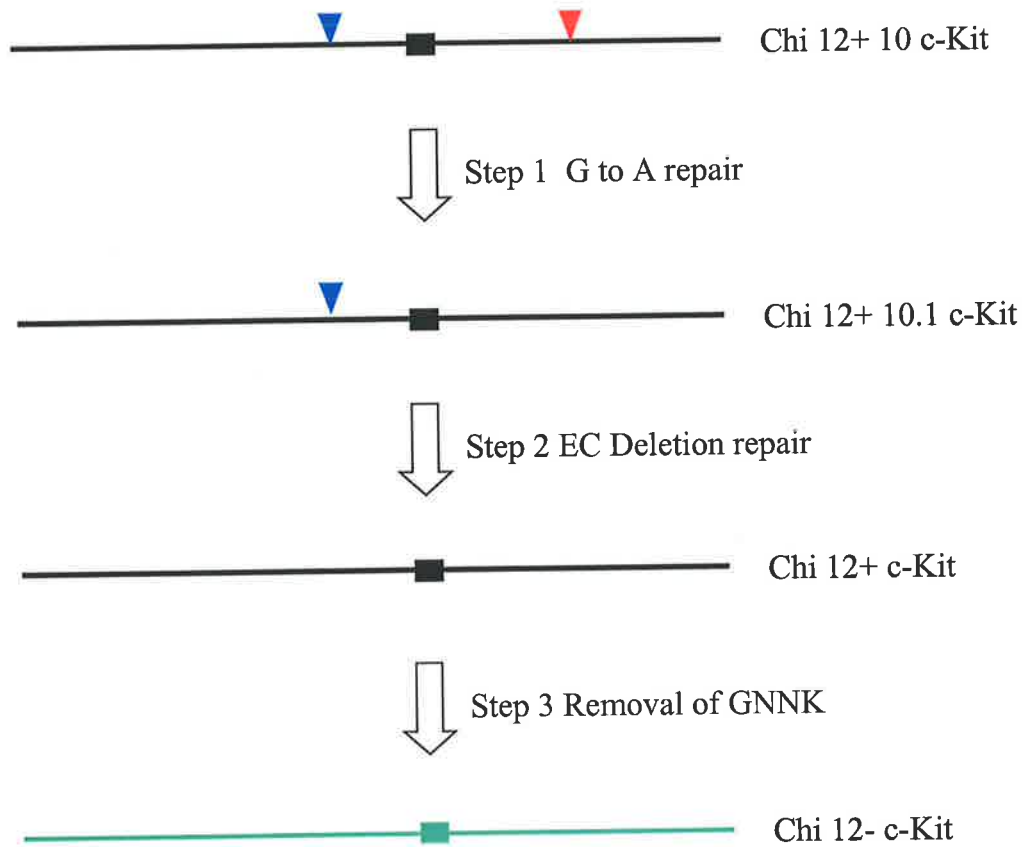 Chi 12+ 10 c-Kit
Step 1 G to A repair
Chi 12+ 10.1 c-Kit
Step 2 EC Deletion repair
Chi 12+ c-Kit
Step 3 Removal of GNNK
Chi 12- c-Kit